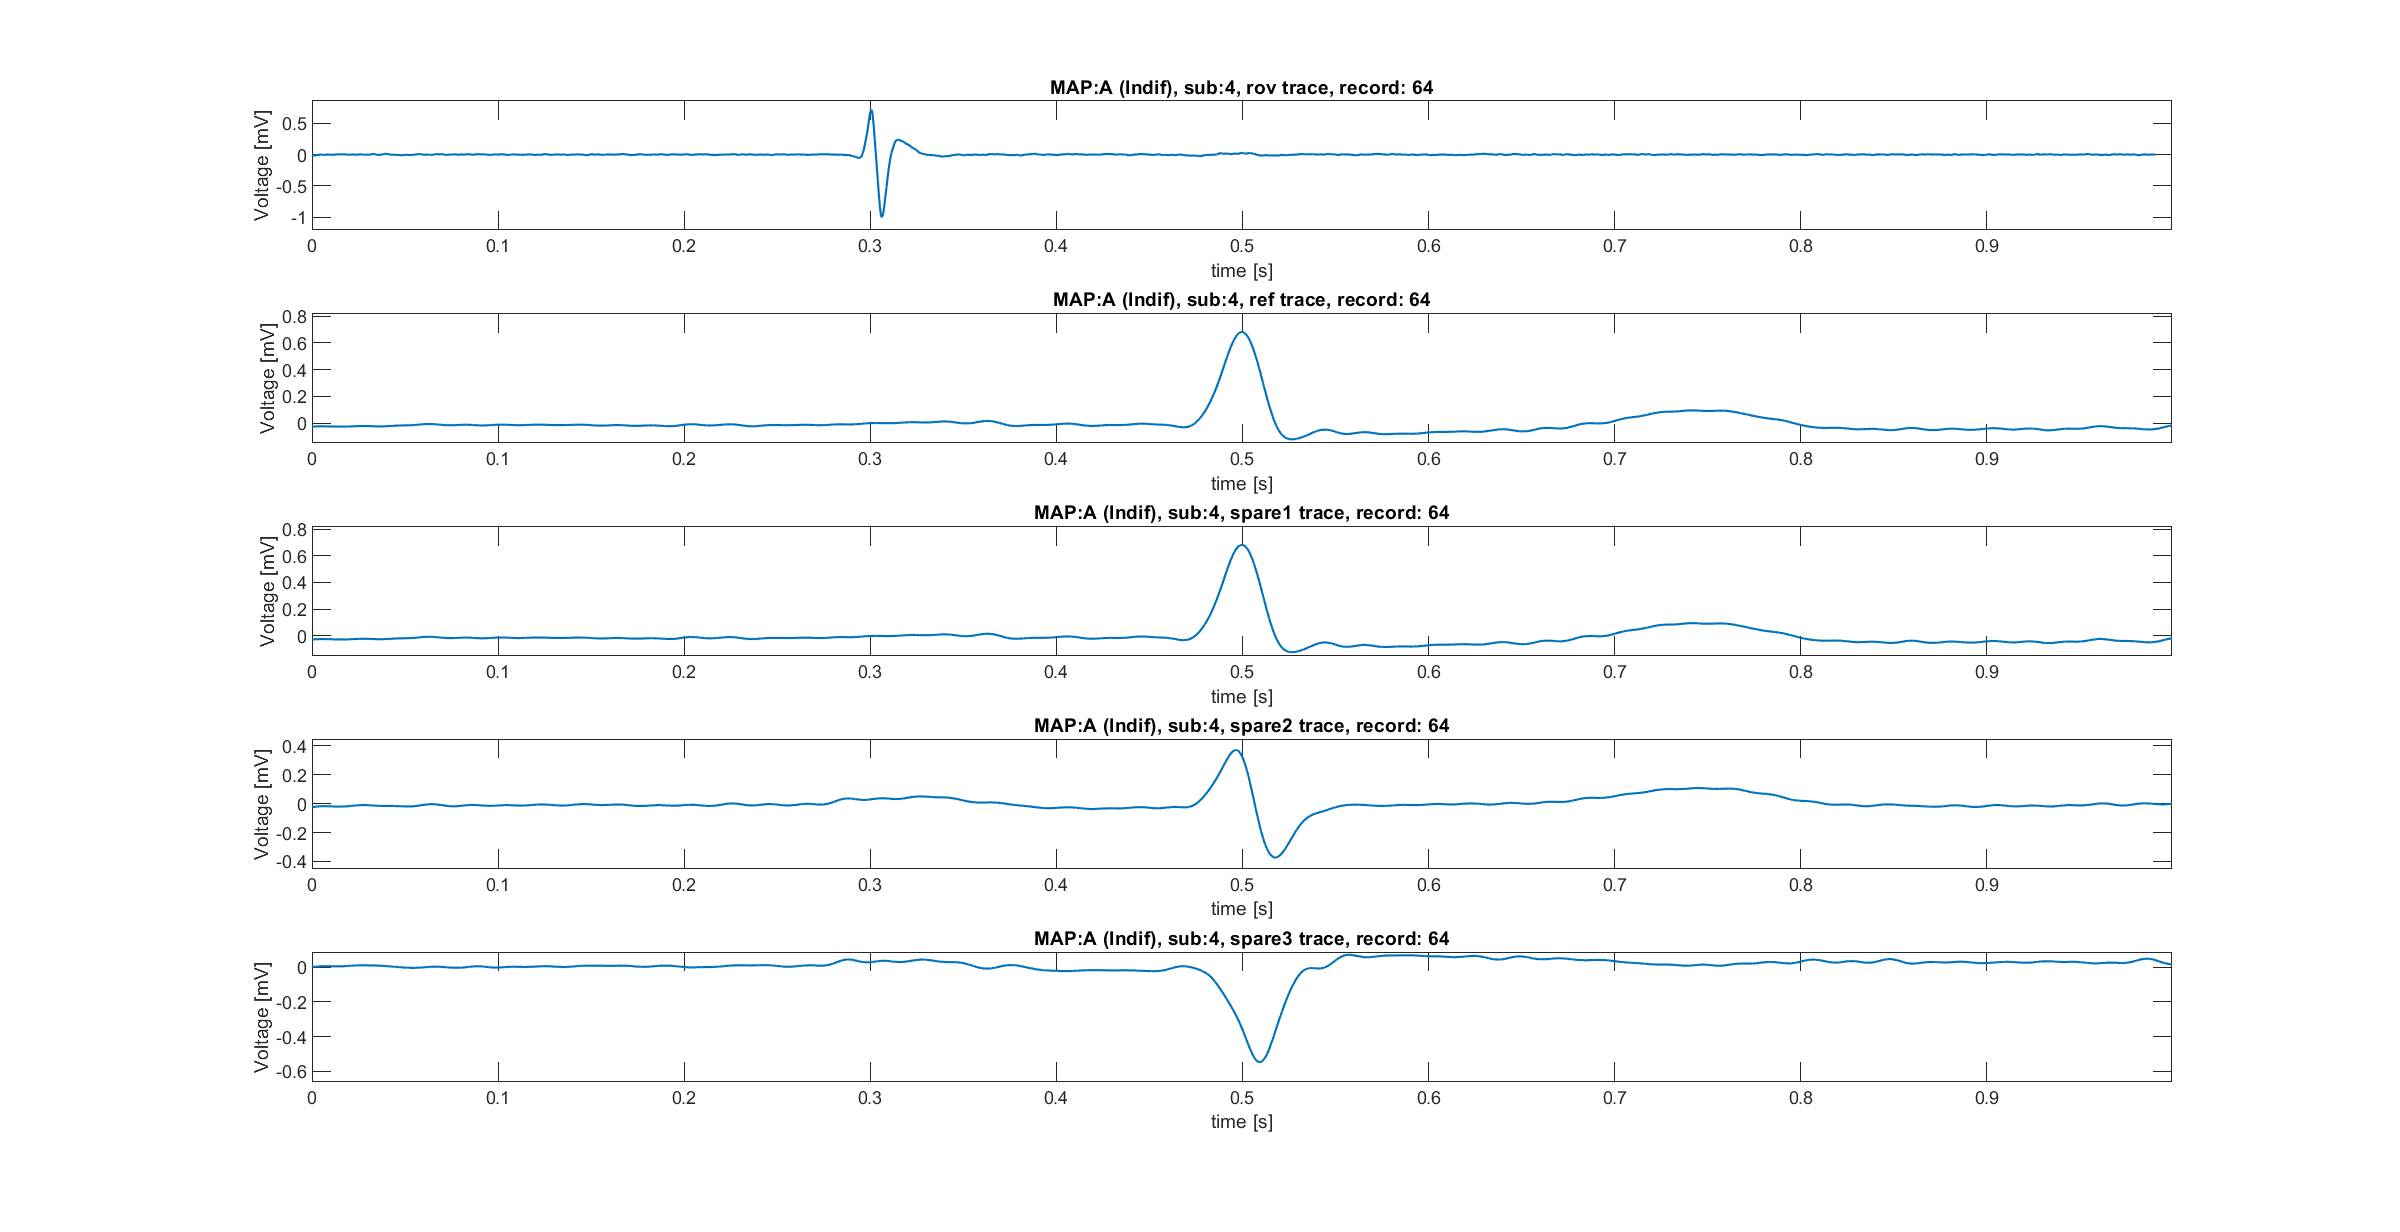 MAP:A (Indif), sub:4, rov trace, record: 64
Voltage [mV]
0.5
0
-0.5
-1
0 0.1 0.2 0.3 0.4 0.5 0.6 0.7 0.8 0.9
time [s]
MAP:A (Indif), sub:4, ref trace, record: 64
Voltage [mV]
0.8
0.6
0.4
0.2
0
0 0.1 0.2 0.3 0.4 0.5 0.6 0.7 0.8 0.9
time [s]
MAP:A (Indif), sub:4, spare1 trace, record: 64
Voltage [mV]
0.8
0.6
0.4
0.2
0
0 0.1 0.2 0.3 0.4 0.5 0.6 0.7 0.8 0.9
time [s]
MAP:A (Indif), sub:4, spare2 trace, record: 64
Voltage [mV]
0.4
0.2
0
-0.2
-0.4
0 0.1 0.2 0.3 0.4 0.5 0.6 0.7 0.8 0.9
time [s]
MAP:A (Indif), sub:4, spare3 trace, record: 64
Voltage [mV]
0
-0.2
-0.4
-0.6
0 0.1 0.2 0.3 0.4 0.5 0.6 0.7 0.8 0.9
time [s]